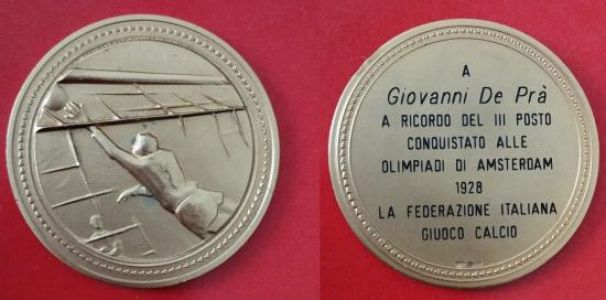 A
Giovanni De Prà
A RICORDO DEL III POSTO
CONQUISTATO ALLE
OLIMPIADI DI AMSTERDAM
1928
LA FEDERAZIONE ITALIANA
GIUOCO CALCIO